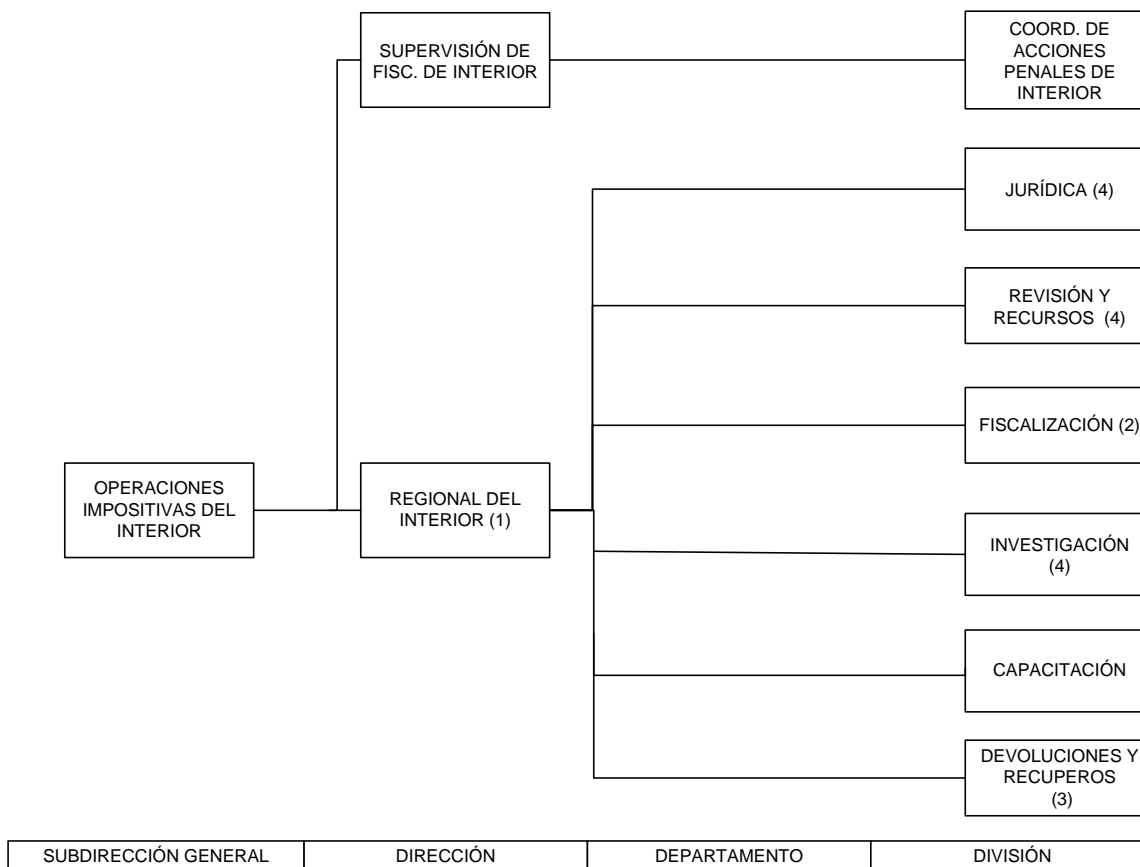 SUPERVISIÓN DE
FISC. DE INTERIOR
COORD. DE
ACCIONES
PENALES DE
INTERIOR
JURÍDICA (4)
REVISIÓN Y
RECURSOS (4)
FISCALIZACIÓN (2)
OPERACIONES
IMPOSITIVAS DEL
INTERIOR
REGIONAL DEL
INTERIOR (1)
INVESTIGACIÓN
(4)
CAPACITACIÓN
DEVOLUCIONES Y
RECUPEROS
(3)
SUBDIRECCIÓN GENERAL
DIRECCIÓN
DEPARTAMENTO
DIVISIÓN